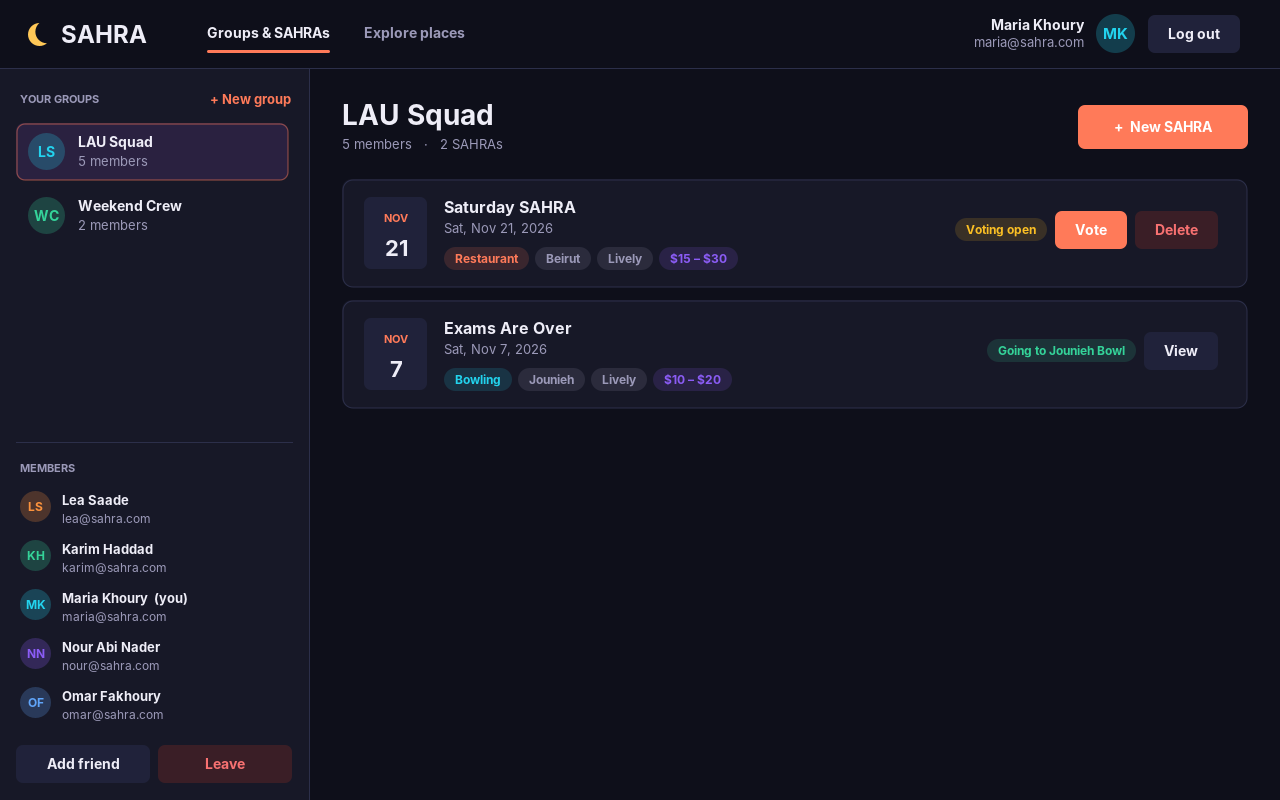 SAHRA
Groups & SAHRAs
Explore places
Maria Khoury
maria@sahra.com
MK
Log out
YOUR GROUPS
+ New group
LS
LAU Squad
5 members
WC
Weekend Crew
2 members
MEMBERS
LS
Lea Saade
lea@sahra.com
KH
Karim Haddad
karim@sahra.com
MK
Maria Khoury (you)
maria@sahra.com
NN
Nour Abi Nader
nour@sahra.com
OF
Omar Fakhoury
omar@sahra.com
Add friend
Leave
LAU Squad
5 members · 2 SAHRAs
+ New SAHRA
NOV
21
Saturday SAHRA
Sat, Nov 21, 2026
Restaurant
Beirut
Lively
$15 – $30
Voting open
Vote
Delete
NOV
7
Exams Are Over
Sat, Nov 7, 2026
Bowling
Jounieh
Lively
$10 – $20
Going to Jounieh Bowl
View